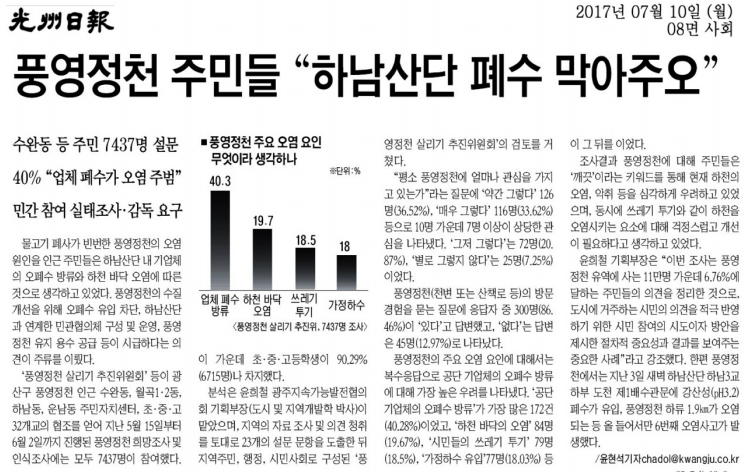 光州日報
2017년 07월 10일 (월)
08면 사회
풍영정천 주민들 “하남산단 폐수 막아주오”
수완동 등 주민 7437명 설문
40% “업체 폐수가 오염 주범”
민간 참여 실태조사·감독 요구
물고기 폐사가 빈번한 풍영정천의 오염
원인을 인근 주민들은 하남산단 내 기업체
의 오폐수 방류와 하천 바닥 오염에 따른
것으로 생각하고 있었다. 풍영정천의 수질
개선을 위해 오폐수 유입 차단, 하남산단
과 연계한 민관협의체 구성 및 운영, 풍영
정천 유지 용수 공급 등이 시급하다는 의
견이 주류를 이뤘다.
‘풍영정천 살리기 추진위원회’ 등이 광
산구 풍영정천 인근 수완동, 월곡1·2동,
하남동, 운남동 주민자치센터, 초·중·고
32개교의 협조를 얻어 지난 5월 15일부터
6월 2일까지 진행된 풍영정천 희망조사 및
인식조사에는 모두 7437명이 참여했다.
■풍영정천 주요 오염 요인
무엇이라 생각하나
※단위:%
40.3
19.7
18.5
18
업체 폐수
방류
하천 바닥
오염
쓰레기
투기
가정하수
〈풍영정천 살리기 추진위, 7437명 조사〉
이 가운데 초·중·고등학생이 90.29%
(6715명)나 차지했다.
분석은 윤희철 광주지속가능발전협의
회 기획부장(도시 및 지역개발학 박사)이
맡았으며, 지역의 자료 조사 및 의견 청취
를 토대로 23개의 설문 문항을 도출한 뒤
지역주민, 행정, 시민사회로 구성된 ‘풍
영정천 살리기 추진위원회’의 검토를 거
쳤다.
“평소 풍영정천에 얼마나 관심을 가지
고 있는가”라는 질문에 ‘약간 그렇다’ 126
명(36.52%), ‘매우 그렇다’ 116명(33.62%)
등으로 10명 가운데 7명 이상이 상당한 관
심을 나타냈다. ‘그저 그렇다’는 72명(20.
87%), ‘별로 그렇지 않다’는 25명(7.25%)
이었다.
풍영정천(천변 또는 산책로 등)의 방문
경험을 묻는 질문에 응답자 중 300명(86.
46%)이 ‘있다’고 답변했고, ‘없다’는 답변
은 45명(12.97%)로 나타났다.
풍영정천의 주요 오염 요인에 대해서는
복수응답으로 공단 기업체의 오폐수 방류
에 대해 가장 높은 우려를 나타냈다. ‘공단
기업체의 오폐수 방류’가 가장 많은 172건
(40.28%)이었고, ‘하천 바닥의 오염’ 84명
(19.67%), ‘시민들의 쓰레기 투기’ 79명
(18.5%), ‘가정하수 유입’77명(18.03%) 등
이 그 뒤를 이었다.
조사결과 풍영정천에 대해 주민들은
‘깨끗’이라는 키워드를 통해 현재 하천의
오염, 악취 등을 심각하게 우려하고 있었
으며, 동시에 쓰레기 투기와 같이 하천을
오염시키는 요소에 대해 걱정스럽고 개선
이 필요하다고 생각하고 있었다.
윤희철 기획부장은 “이번 조사는 풍영
정천 유역에 사는 11만명 가운데 6.76%에
달하는 주민들의 의견을 정리한 것으로,
도시에 거주하는 시민의 의견을 적극 반영
하기 위한 시민 참여의 시도이자 방안을
제시한 절차적 중요성과 결과를 보여주는
중요한 사례”라고 강조했다. 한편 풍영정
천에서는 지난 3일 새벽 하남산단 하남3교
하부 도천 제1배수관문에 강산성(pH3.2)
폐수가 유입, 풍영정천 하류 1.9㎞가 오염
되는 등 올 들어서만 6번째 오염사고가 발
생했다.
/윤현석기자chadol@kwangju.co.kr